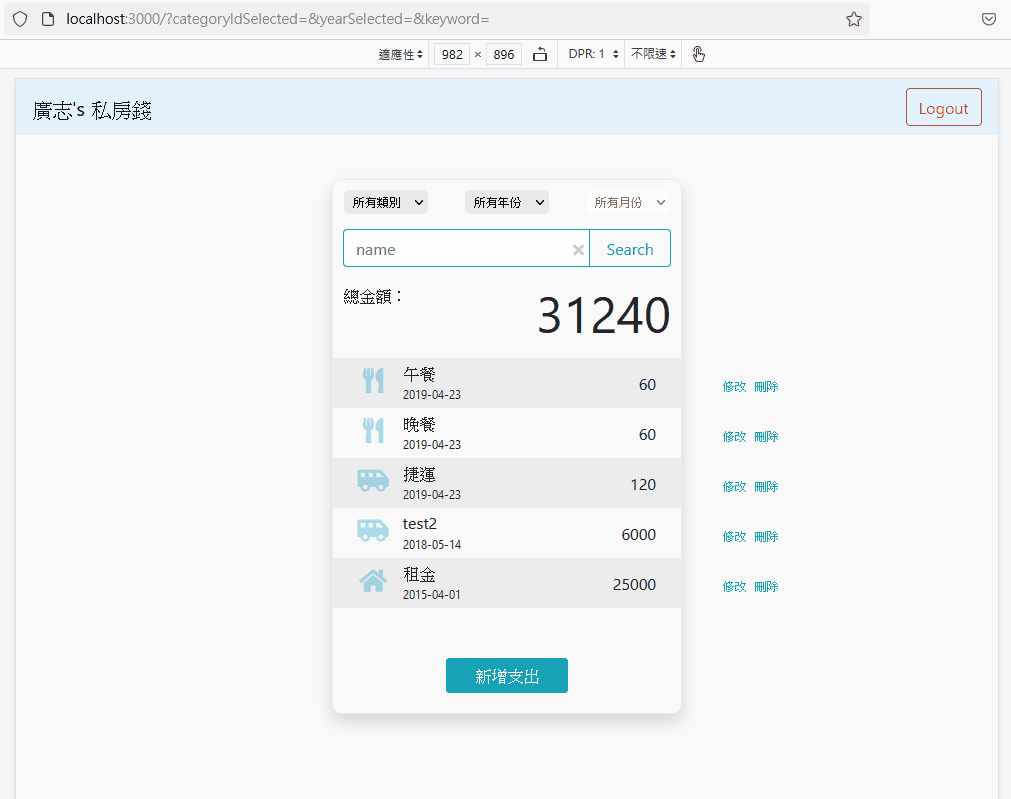 localhost:3000/?categoryIdSelected=&yearSelected=&keyword=
適應性 982 × 896 DPR: 1 不限速
廣志's 私房錢 Logout
所有類別 所有年份 所有月份
name Search
總金額： 31240
午餐 60 修改 刪除
2019-04-23
晚餐 60 修改 刪除
2019-04-23
捷運 120 修改 刪除
2019-04-23
test2 6000 修改 刪除
2018-05-14
租金 25000 修改 刪除
2015-04-01
新增支出